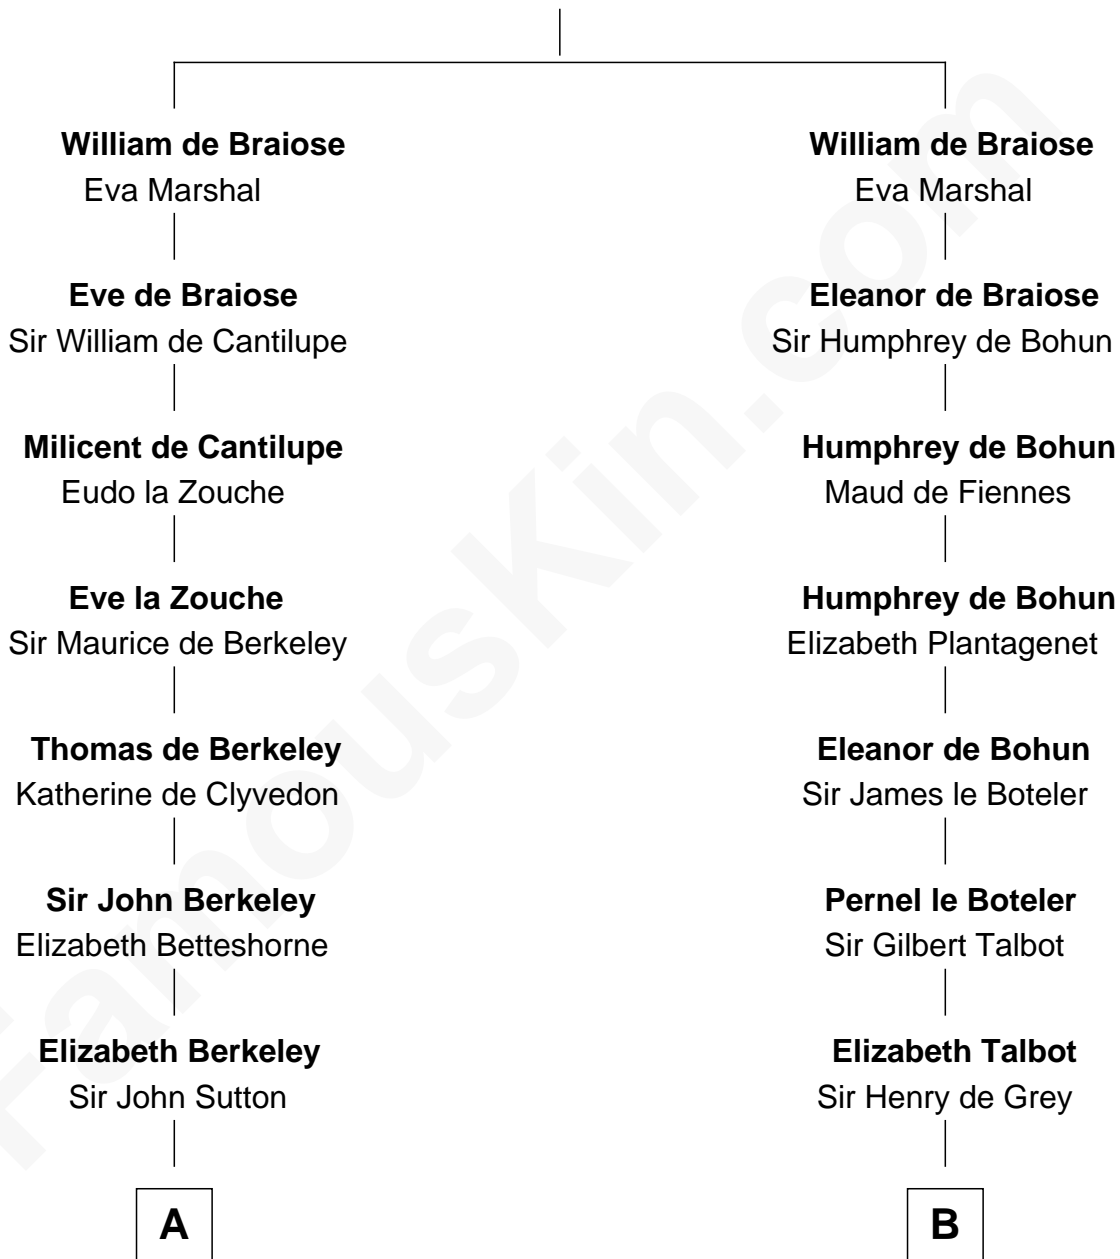 William de Braiose
Eva Marshal
Eve de Braiose
Sir William de Cantilupe
Milicent de Cantilupe
Eudo la Zouche
Eve la Zouche
Sir Maurice de Berkeley
Thomas de Berkeley
Katherine de Clyvedon
Sir John Berkeley
Elizabeth Betteshorne
Elizabeth Berkeley
Sir John Sutton
A
William de Braiose
Eva Marshal
Eleanor de Braiose
Sir Humphrey de Bohun
Humphrey de Bohun
Maud de Fiennes
Humphrey de Bohun
Elizabeth Plantagenet
Eleanor de Bohun
Sir James le Boteler
Pernel le Boteler
Sir Gilbert Talbot
Elizabeth Talbot
Sir Henry de Grey
B
FamousKin.com